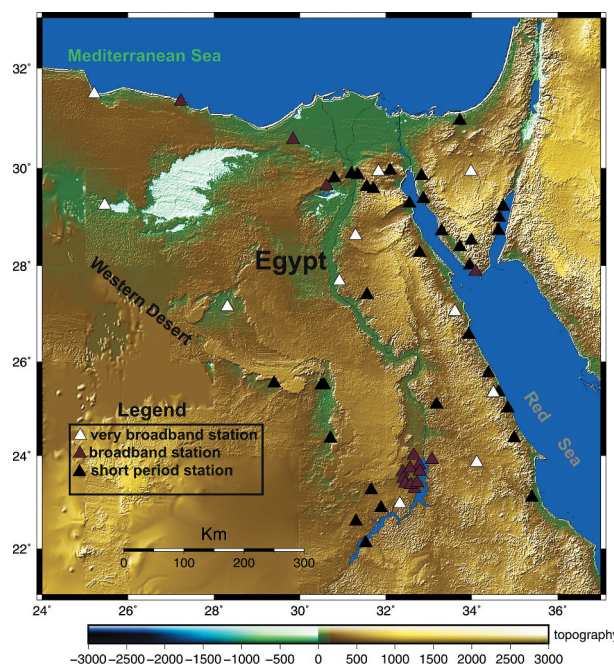 Mediterranean Sea
32°
30°
28°
26°
24°
22°
Egypt
Western Desert
Red Sea
Legend
very broadband station
broadband station
short period station
Km
0 100 200 300
24° 26° 28° 30° 32° 34° 36°
topography
−3000 −2500 −2000 −1500 −1000 −500 0 500 1000 1500 2000 2500 3000